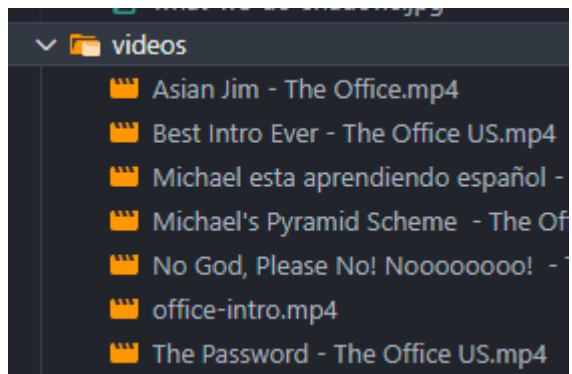 videos
Asian Jim - The Office.mp4
Best Intro Ever - The Office US.mp4
Michael esta aprendiendo español -
Michael's Pyramid Scheme  - The Off
No God, Please No! Noooooooo!  -
office-intro.mp4
The Password - The Office US.mp4